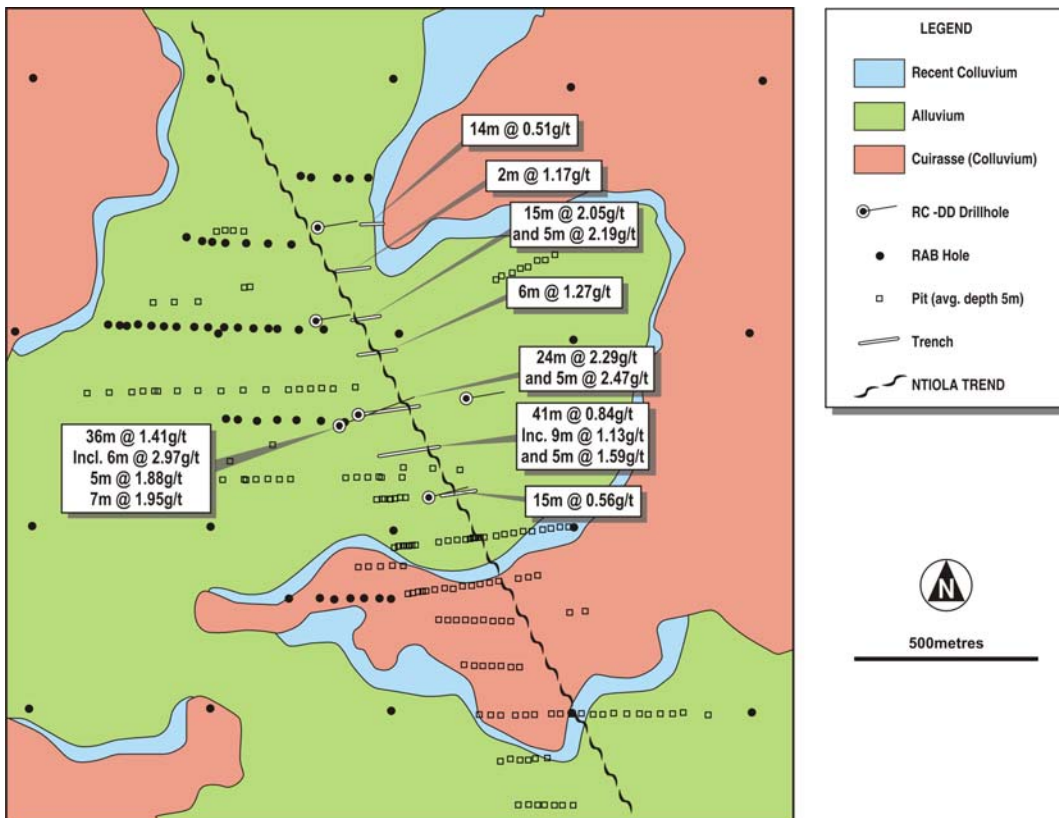 14m @ 0.51g/t
2m @ 1.17g/t
15m @ 2.05g/t
and 5m @ 2.19g/t
6m @ 1.27g/t
24m @ 2.29g/t
and 5m @ 2.47g/t
41m @ 0.84g/t
Inc. 9m @ 1.13g/t
and 5m @ 1.59g/t
36m @ 1.41g/t
Incl. 6m @ 2.97g/t
5m @ 1.88g/t
7m @ 1.95g/t
15m @ 0.56g/t
LEGEND
Recent Colluvium
Alluvium
Cuirasse (Colluvium)
RC -DD Drillhole
RAB Hole
Pit (avg. depth 5m)
Trench
NTIOLA TREND
N
500metres